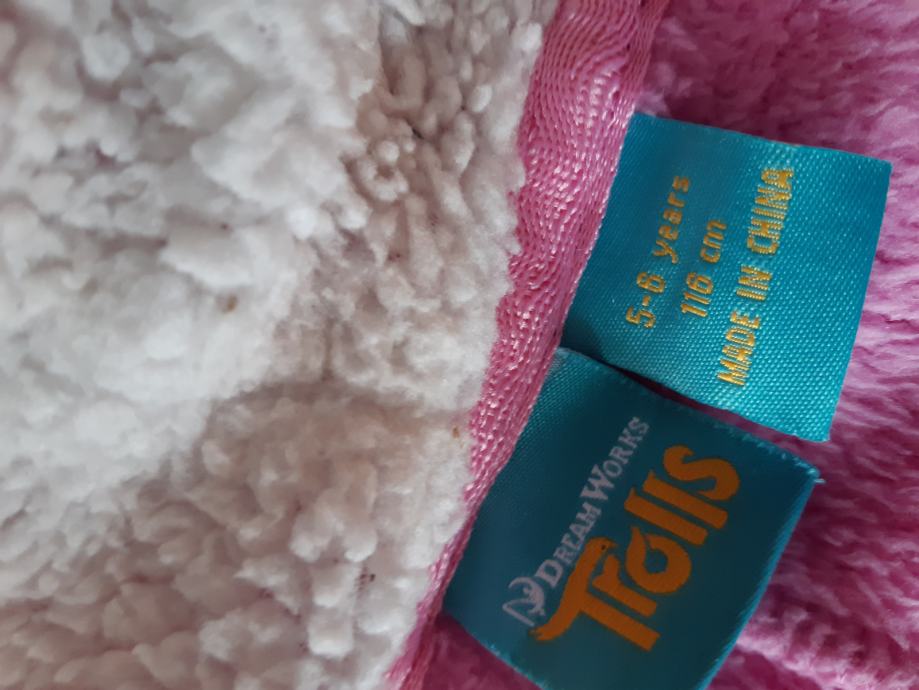 5-6 years
116 cm
MADE IN CHINA
DREAMWORKS
Trolls